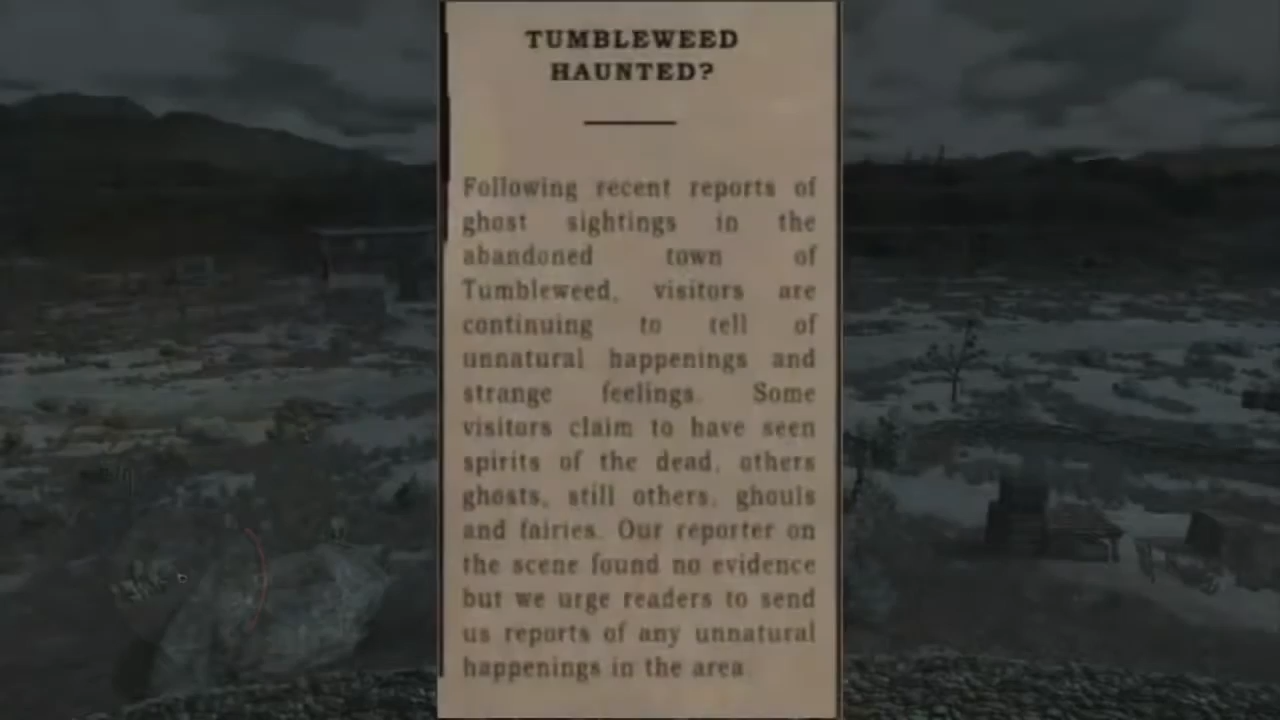 TUMBLEWEED
HAUNTED?
Following recent reports of
ghost sightings in the
abandoned town of
Tumbleweed, visitors are
continuing to tell of
unnatural happenings and
strange feelings. Some
visitors claim to have seen
spirits of the dead, others
ghosts, still others, ghouls
and fairies. Our reporter on
the scene found no evidence
but we urge readers to send
us reports of any unnatural
happenings in the area.